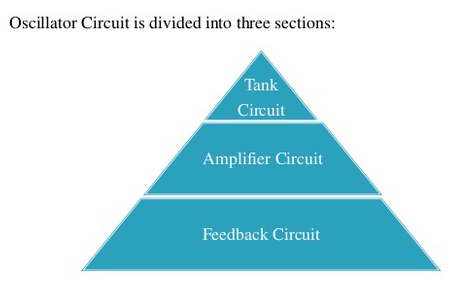 Oscillator Circuit is divided into three sections:
Tank
Circuit
Amplifier Circuit
Feedback Circuit